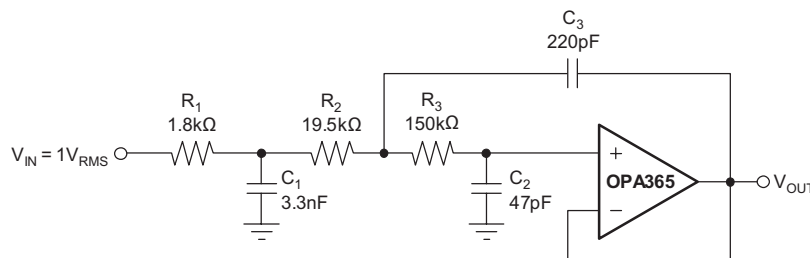 C3
220pF
R1
1.8kΩ
R2
19.5kΩ
R3
150kΩ
VIN = 1VRMS
C1
3.3nF
C2
47pF
+
OPA365
−
VOUT